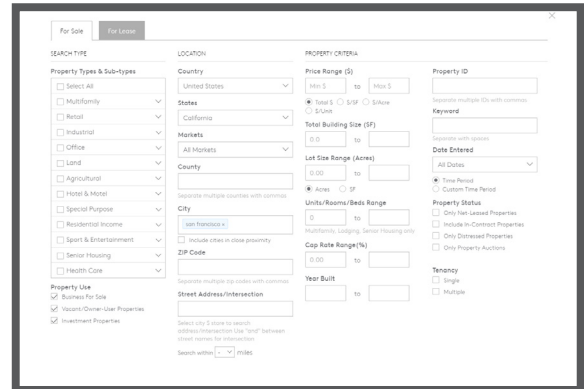 For Sale
For Lease
SEARCH TYPE
Property Types & Sub-types
Select All
Multifamily
Retail
Industrial
Office
Land
Agricultural
Hotel & Motel
Special Purpose
Residential Income
Sport & Entertainment
Senior Housing
Health Care
Property Use
Business For Sale
Vacant/Owner-User Properties
Investment Properties
LOCATION
Country
United States
States
California
Markets
All Markets
County
Separate multiple counties with commas
City
san francisco ×
Include cities in close proximity
ZIP Code
Separate multiple zip codes with commas
Street Address/Intersection
Select city & state to search
address/intersection Use "and" between
street names for intersection
Search within - miles
PROPERTY CRITERIA
Price Range ($)
Min $ to Max $
Total $ $/SF $/Acre
$/Unit
Total Building Size (SF)
0.0 to
Lot Size Range (Acres)
0.00 to
Acres SF
Units/Rooms/Beds Range
0 to
Multifamily, Lodging, Senior Housing only
Cap Rate Range(%)
0.00 to
Year Built
to
Property ID
Separate multiple IDs with commas
Keyword
Separate with spaces
Date Entered
All Dates
Time Period
Custom Time Period
Property Status
Only Net-Leased Properties
Include In-Contract Properties
Only Distressed Properties
Only Property Auctions
Tenancy
Single
Multiple